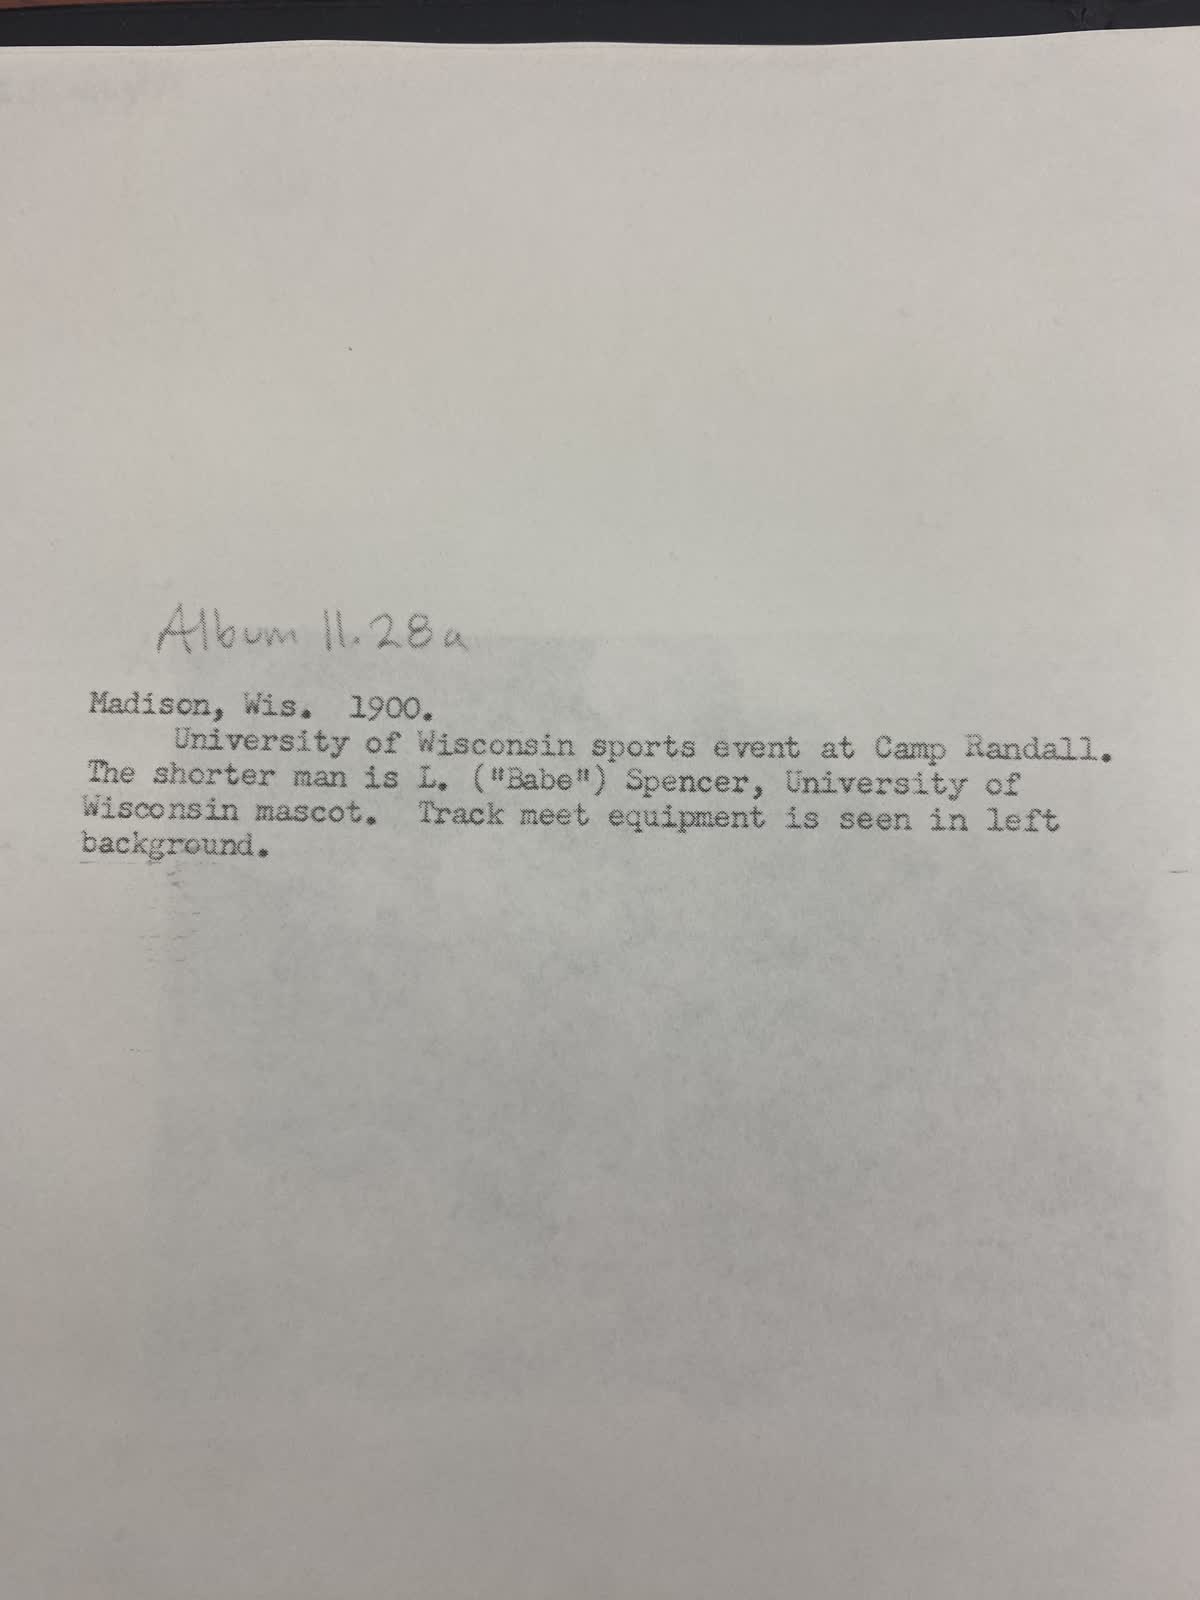 Album 11.28a
Madison, Wis. 1900.
University of Wisconsin sports event at Camp Randall.
The shorter man is L. ("Babe") Spencer, University of
Wisconsin mascot. Track meet equipment is seen in left
background.